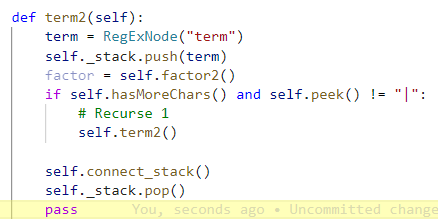 def term2(self):
    term = RegExNode("term")
    self._stack.push(term)
    factor = self.factor2()
    if self.hasMoreChars() and self.peek() != "|":
        # Recurse 1
        self.term2()

    self.connect_stack()
    self._stack.pop()
    pass    You, seconds ago • Uncommitted change